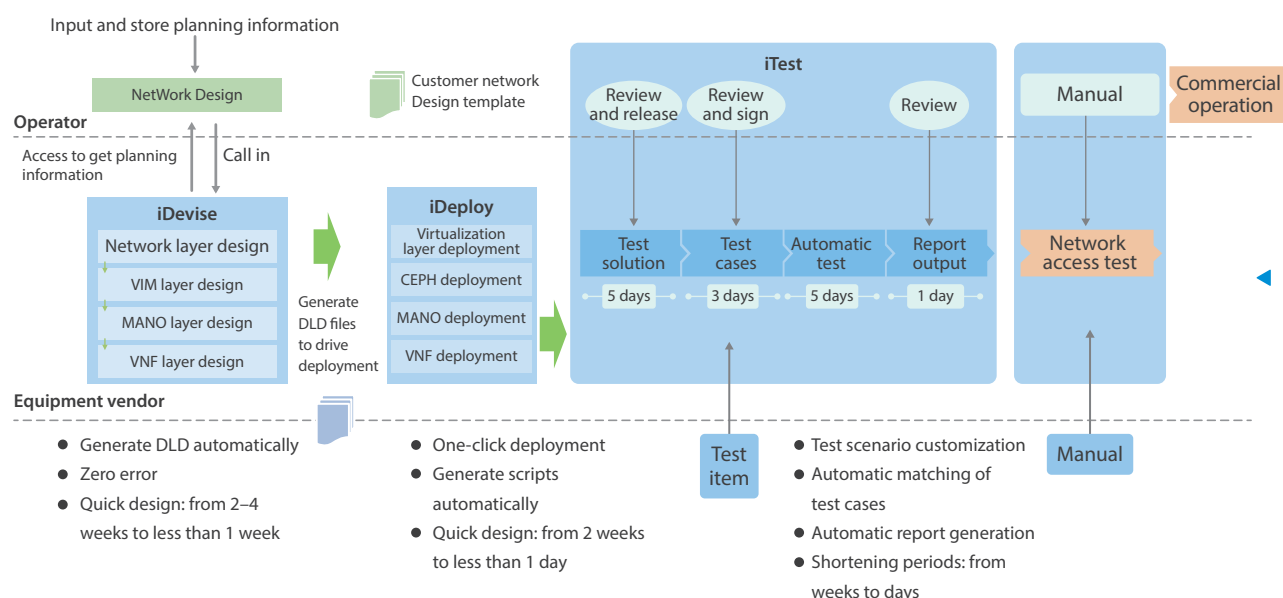 Input and store planning information
NetWork Design
Customer network
Design template
Operator
Access to get planning
information
Call in
iDevise
Network layer design
VIM layer design
MANO layer design
VNF layer design
Generate
DLD files
to drive
deployment
iDeploy
Virtualization
layer deployment
CEPH deployment
MANO deployment
VNF deployment
iTest
Review
and release
Review
and sign
Review
Test
solution
Test
cases
Automatic
test
Report
output
5 days
3 days
5 days
1 day
Manual
Commercial
operation
Network
access test
Equipment vendor
● Generate DLD automatically
● Zero error
● Quick design: from 2–4
weeks to less than 1 week
● One-click deployment
● Generate scripts
automatically
● Quick design: from 2 weeks
to less than 1 day
Test
item
● Test scenario customization
● Automatic matching of
test cases
● Automatic report generation
● Shortening periods: from
weeks to days
Manual